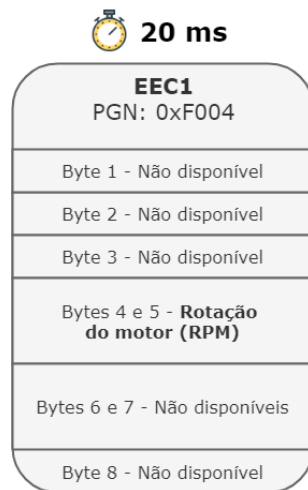 20 ms
EEC1
PGN: 0xF004
Byte 1 - Não disponível
Byte 2 - Não disponível
Byte 3 - Não disponível
Bytes 4 e 5 - Rotação
do motor (RPM)
Bytes 6 e 7 - Não disponíveis
Byte 8 - Não disponível